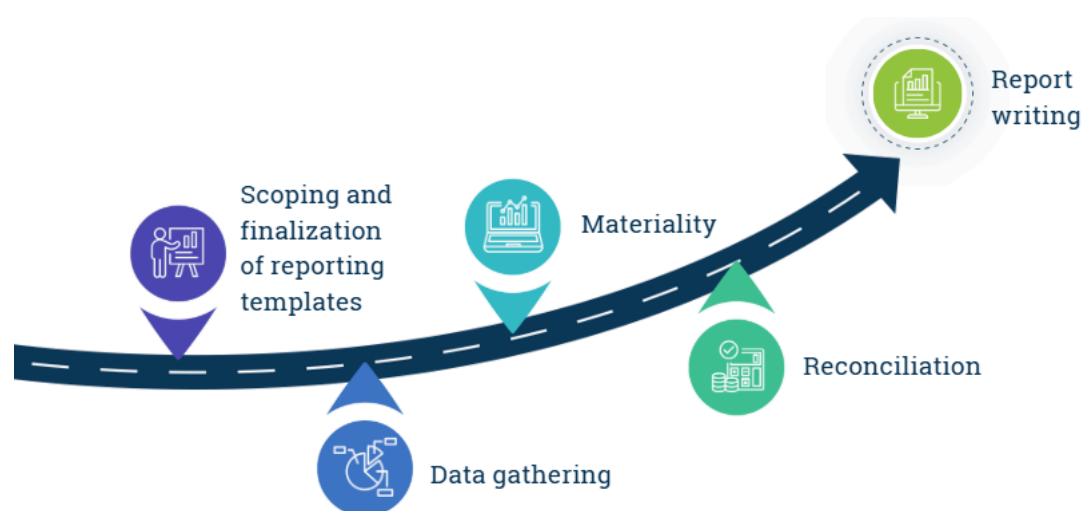 Scoping and
finalization
of reporting
templates
Data gathering
Materiality
Reconciliation
Report
writing